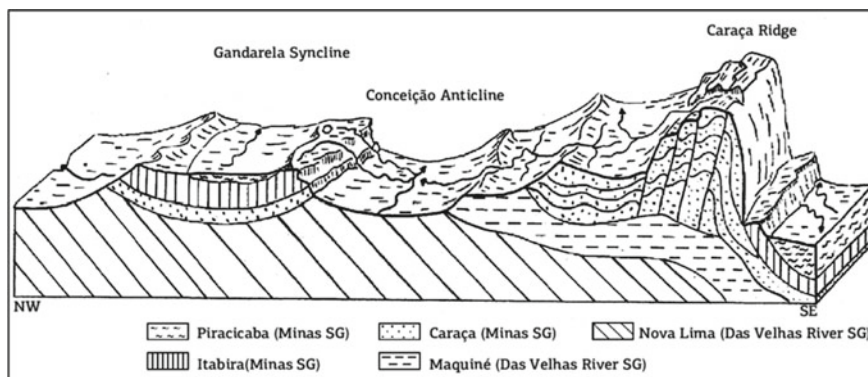 Caraça Ridge
Gandarela Syncline
Conceição Anticline
NW
SE
Piracicaba (Minas SG)
Caraça (Minas SG)
Nova Lima (Das Velhas River SG)
Itabira(Minas SG)
Maquiné (Das Velhas River SG)